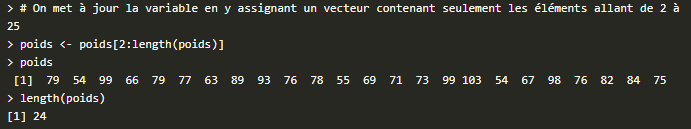 > # On met à jour la variable en y assignant un vecteur contenant seulement les éléments allant de 2 à
25
> poids <- poids[2:length(poids)]
> poids
[1] 79 54 99 66 79 77 63 89 93 76 78 55 69 71 73 99 103 54 67 98 76 82 84 75
> length(poids)
[1] 24